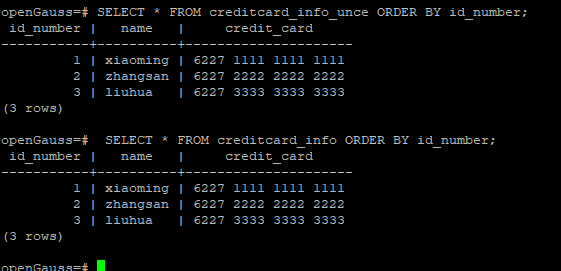 openGauss=# SELECT * FROM creditcard_info_unce ORDER BY id_number;
 id_number |   name   |     credit_card
-----------+----------+---------------------
         1 | xiaoming | 6227 1111 1111 1111
         2 | zhangsan | 6227 2222 2222 2222
         3 | liuhua   | 6227 3333 3333 3333
(3 rows)
openGauss=#  SELECT * FROM creditcard_info ORDER BY id_number;
 id_number |   name   |     credit_card
-----------+----------+---------------------
         1 | xiaoming | 6227 1111 1111 1111
         2 | zhangsan | 6227 2222 2222 2222
         3 | liuhua   | 6227 3333 3333 3333
(3 rows)
openGauss=#